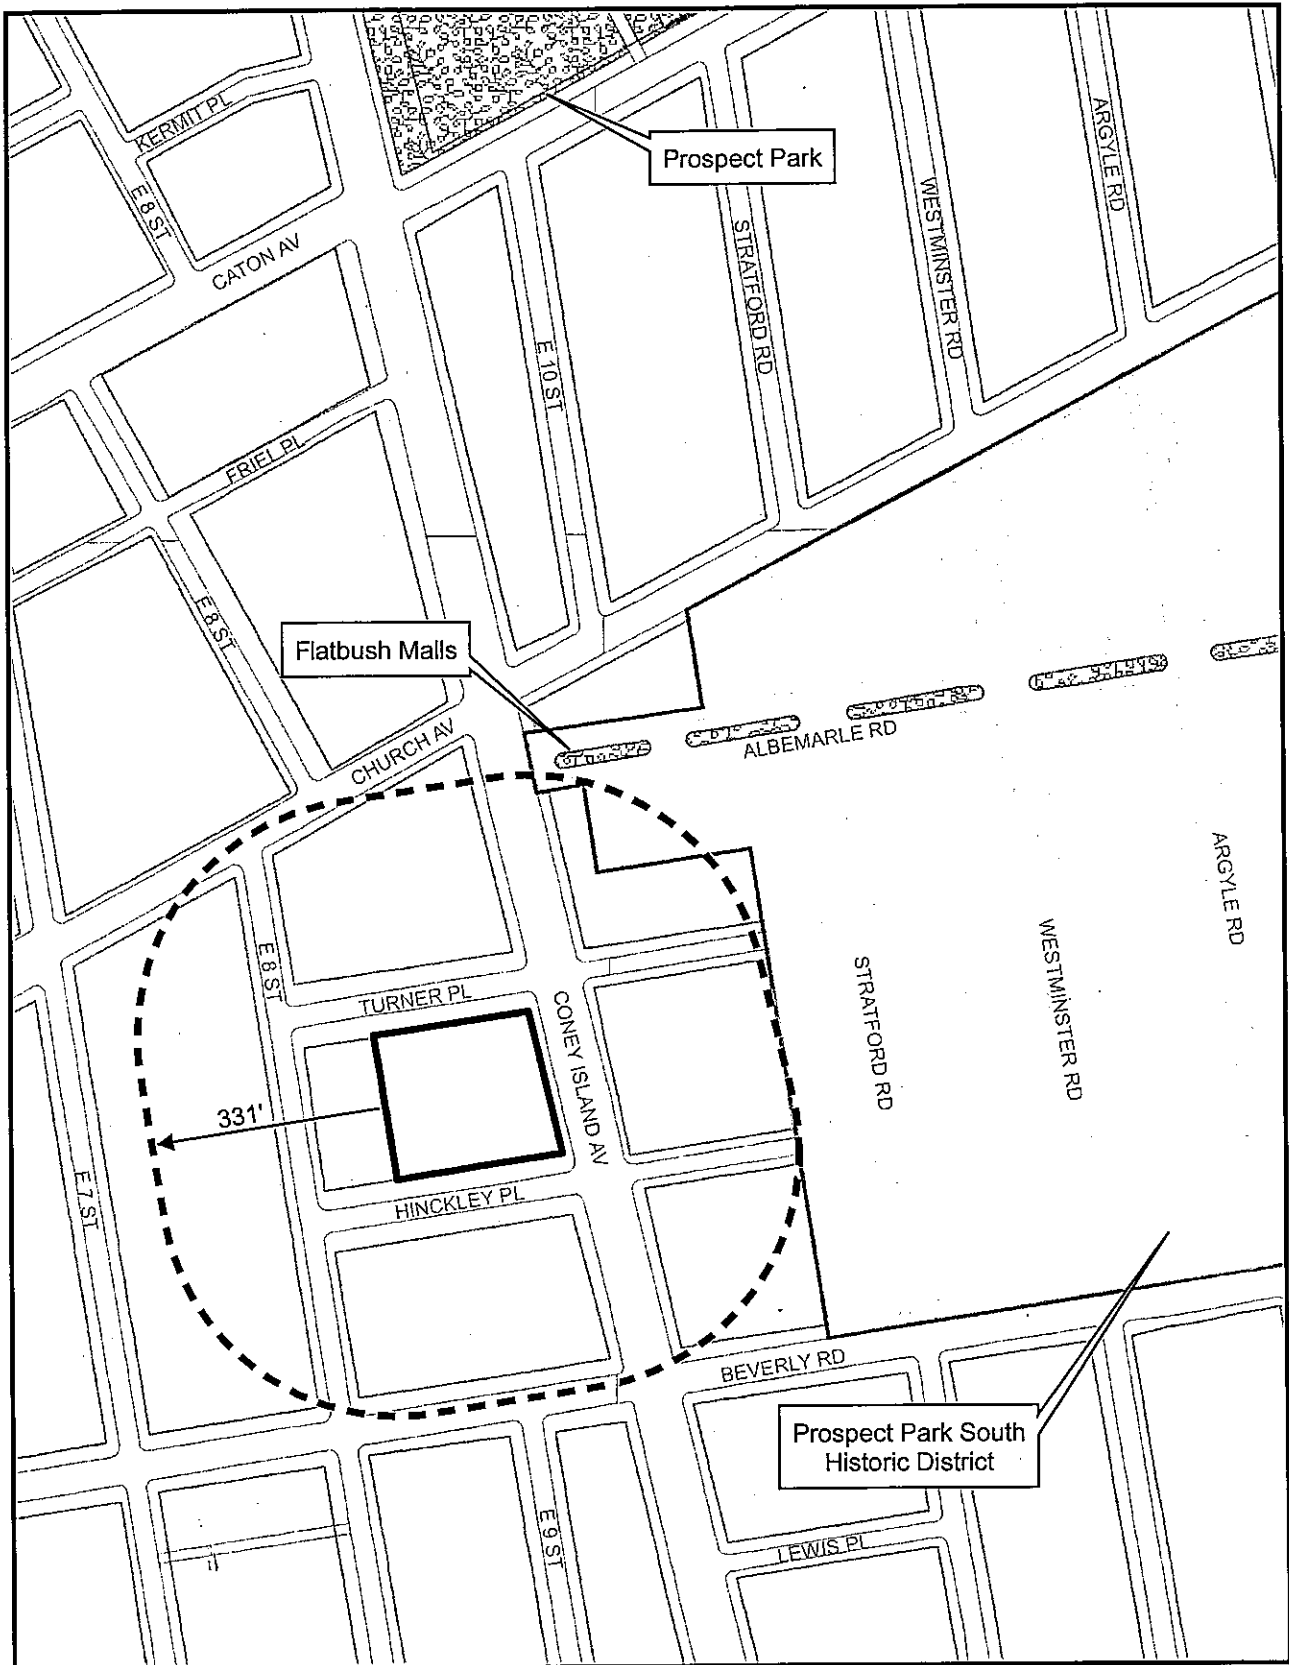 KERMIT PL
Prospect Park
ARGYLE RD
E 8 ST
WESTMINSTER RD
CATON AV
STRATFORD RD
E 10 ST
FRIEL PL
E 8 ST
Flatbush Malls
CHURCH AV
ALBEMARLE RD
ARGYLE RD
E 8 ST
WESTMINSTER RD
STRATFORD RD
TURNER PL
CONEY ISLAND AV
331'
E 7 ST
HINCKLEY PL
BEVERLY RD
Prospect Park South
Historic District
E 9 ST
LEWIS PL